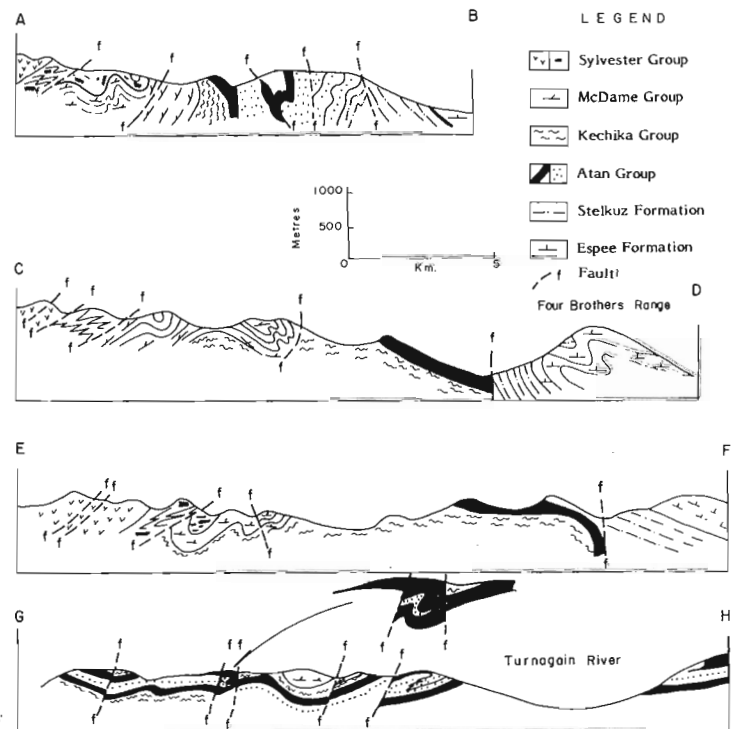 A
B
f
f
f
f
f
f
f
f
LEGEND
Sylvester Group
McDame Group
Kechika Group
Atan Group
Stelkuz Formation
Espee Formation
f Fault
1000
500
Metres
0
Km.
C
D
Four Brothers Range
f
f
f
f
f
f
f
f
E
F
f f
f
f
f
f
f
f
f
f
G
H
Turnagain River
f
f f
f
f
f
f
f
f
f
f
f